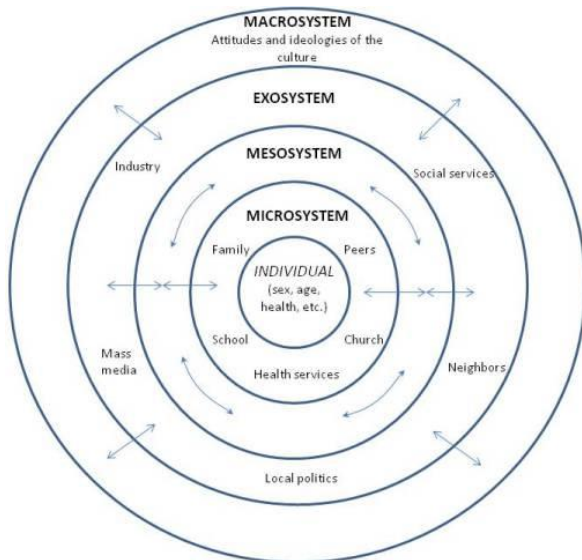 MACROSYSTEM
Attitudes and ideologies of the
culture
EXOSYSTEM
MESOSYSTEM
Industry
Social services
MICROSYSTEM
Family
Peers
INDIVIDUAL
(sex, age,
health, etc.)
School
Church
Mass
media
Health services
Neighbors
Local politics